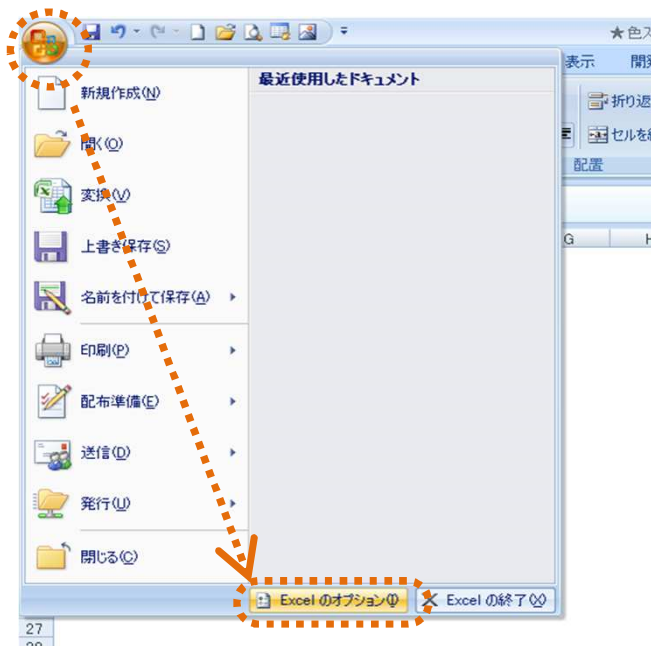 ★色ス
表示 開発
最近使用したドキュメント
新規作成(N)
折り返
開く(O)
セルを結
配置
変換(V)
G H
上書き保存(S)
名前を付けて保存(A)
印刷(P)
配布準備(E)
送信(D)
発行(U)
閉じる(C)
Excel のオプション(I) Excel の終了(X)
27